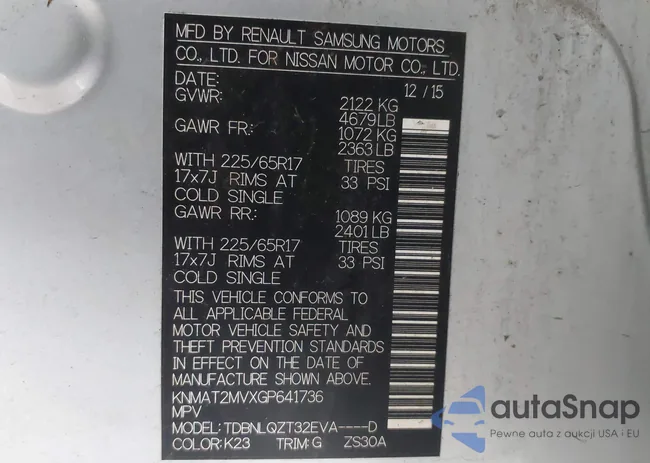 MFD BY RENAULT SAMSUNG MOTORS
CO., LTD. FOR NISSAN MOTOR CO., LTD.
DATE: 12/15
GVWR: 2122 KG
4679LB
GAWR FR: 1072 KG
2363 LB
WITH 225/65R17 TIRES
17x7J RIMS AT 33 PSI
COLD SINGLE
GAWR RR: 1089 KG
2401 LB
WITH 225/65R17 TIRES
17x7J RIMS AT 33 PSI
COLD SINGLE
THIS VEHICLE CONFORMS TO
ALL APPLICABLE FEDERAL
MOTOR VEHICLE SAFETY AND
THEFT PREVENTION STANDARDS
IN EFFECT ON THE DATE OF
MANUFACTURE SHOWN ABOVE.
KNMAT2MVXGP641736
MPV
MODEL:TDBNLQZT32EVA----D
COLOR:K23 TRIM:G ZS30A
autaSnap
Pewne auta z aukcji USA